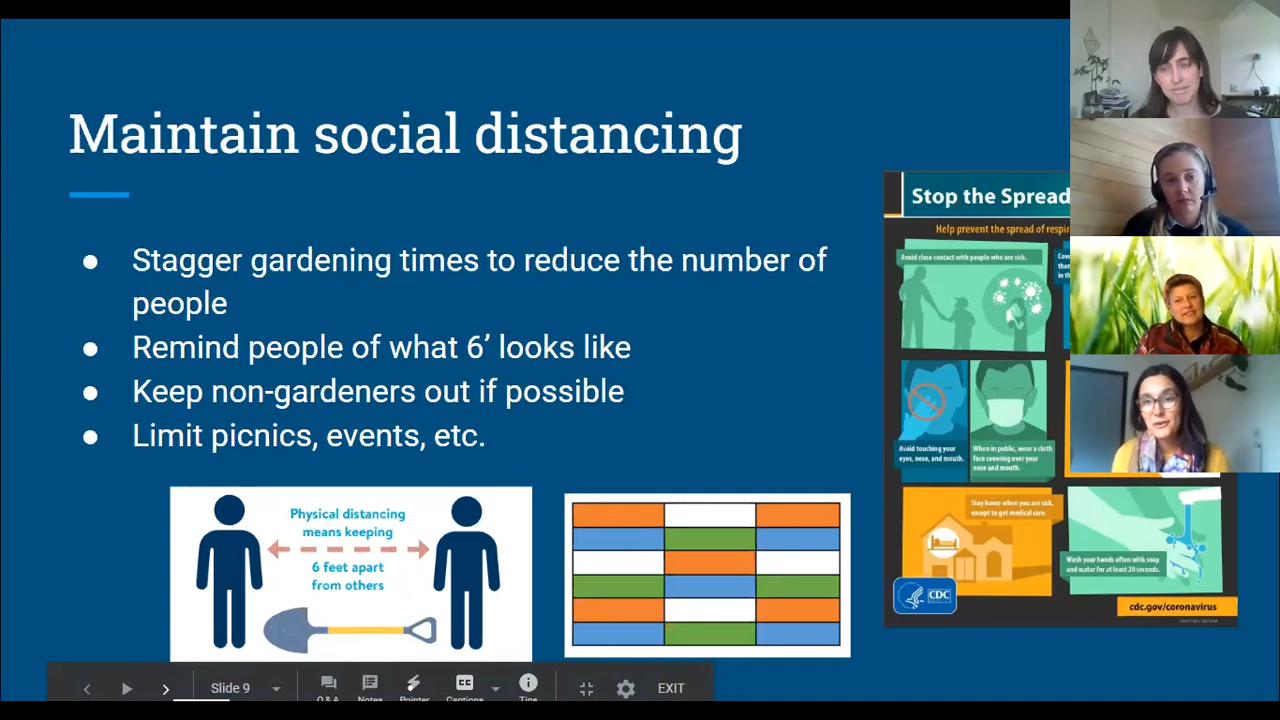 Maintain social distancing
● Stagger gardening times to reduce the number of
people
● Remind people of what 6’ looks like
● Keep non-gardeners out if possible
● Limit picnics, events, etc.
Physical distancing
means keeping
6 feet apart
from others
Stop the Spread
Help prevent the spread of
Avoid close contact with people who are sick.
Avoid touching your
eyes, nose, and mouth.
When in public, wear a cloth
face covering over your
nose and mouth.
Stay home when you are sick,
except to get medical care.
Wash your hands often with soap
and water for at least 20 seconds.
CDC
cdc.gov/coronavirus
Slide 9
Q & A
Notes
Pointer
CC
Captions
Tips
EXIT